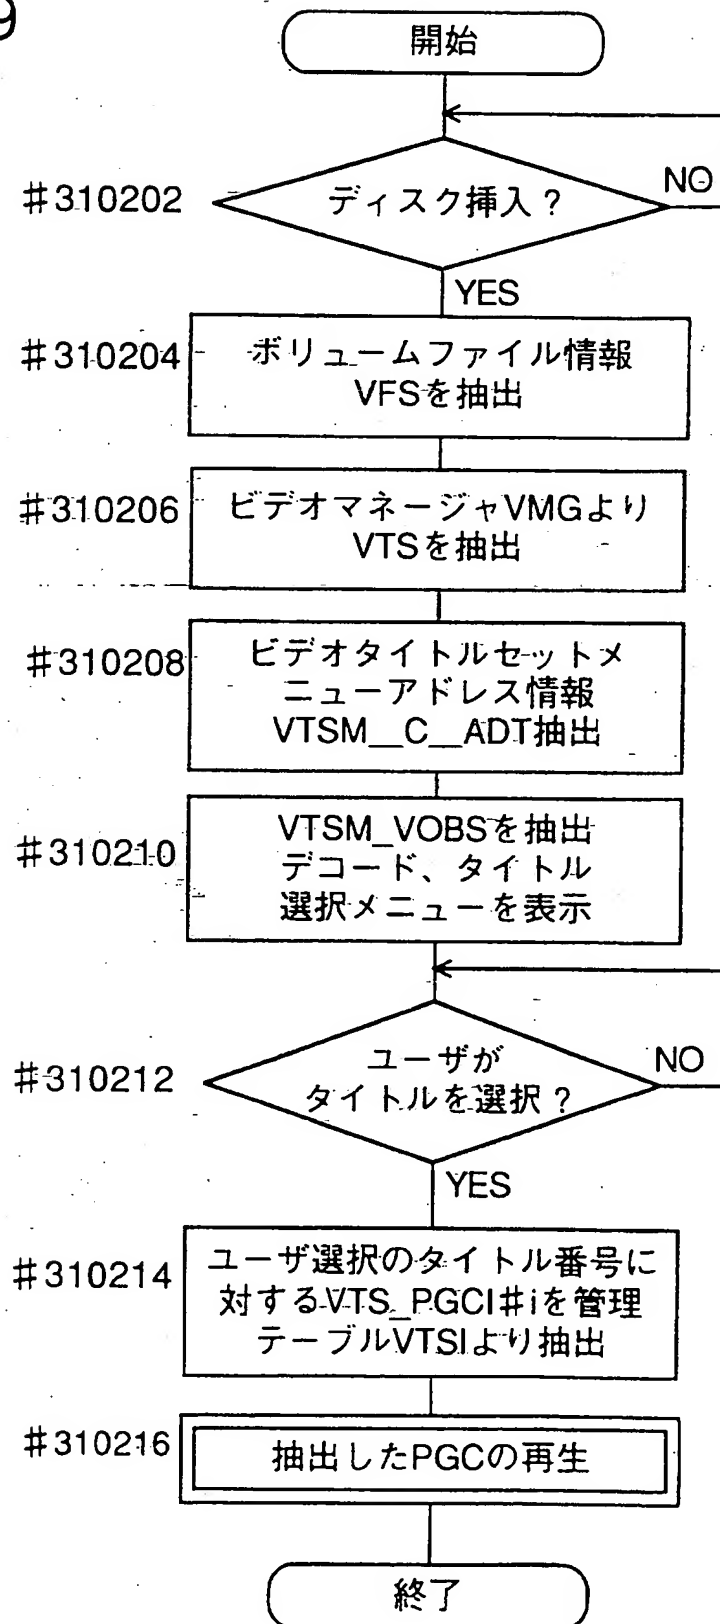 9
開始
#310202
ディスク挿入？
NO
YES
#310204
ボリュームファイル情報
VFSを抽出
#310206
ビデオマネージャVMGより
VTSを抽出
#310208
ビデオタイトルセットメ
ニューアドレス情報
VTSM__C__ADT抽出
#310210
VTSM_VOBSを抽出
デコード、タイトル
選択メニューを表示
#310212
ユーザが
タイトルを選択？
NO
YES
#310214
ユーザ選択のタイトル番号に
対するVTS_PGCI#iを管理
テーブルVTSIより抽出
#310216
抽出したPGCの再生
終了